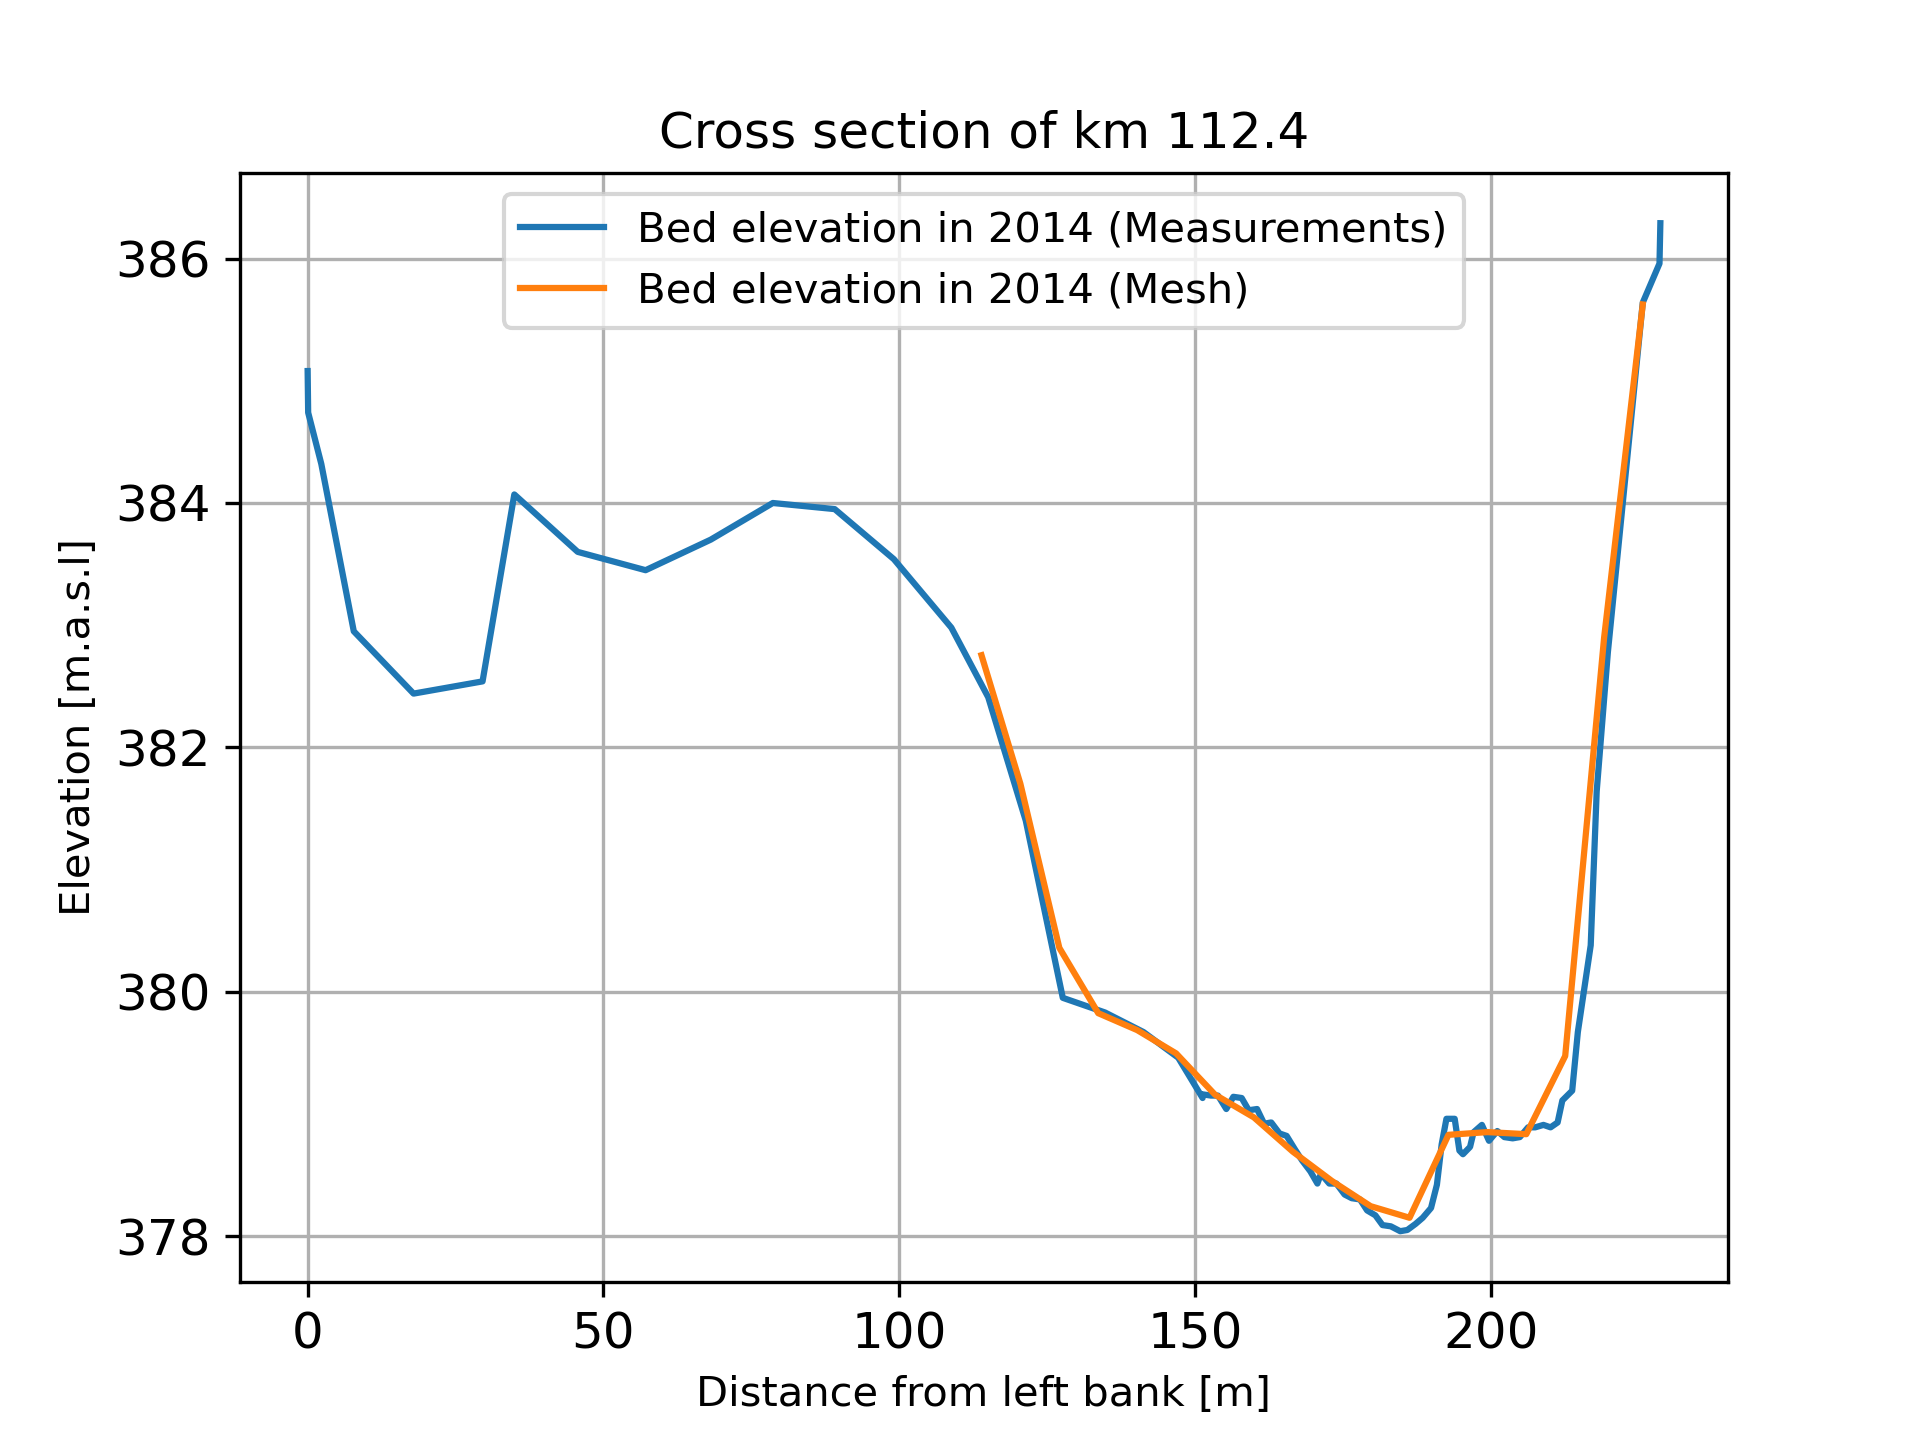 Cross section of km 112.4
Bed elevation in 2014 (Measurements)
Bed elevation in 2014 (Mesh)
Elevation [m.a.s.l]
386
384
382
380
378
0 50 100 150 200
Distance from left bank [m]